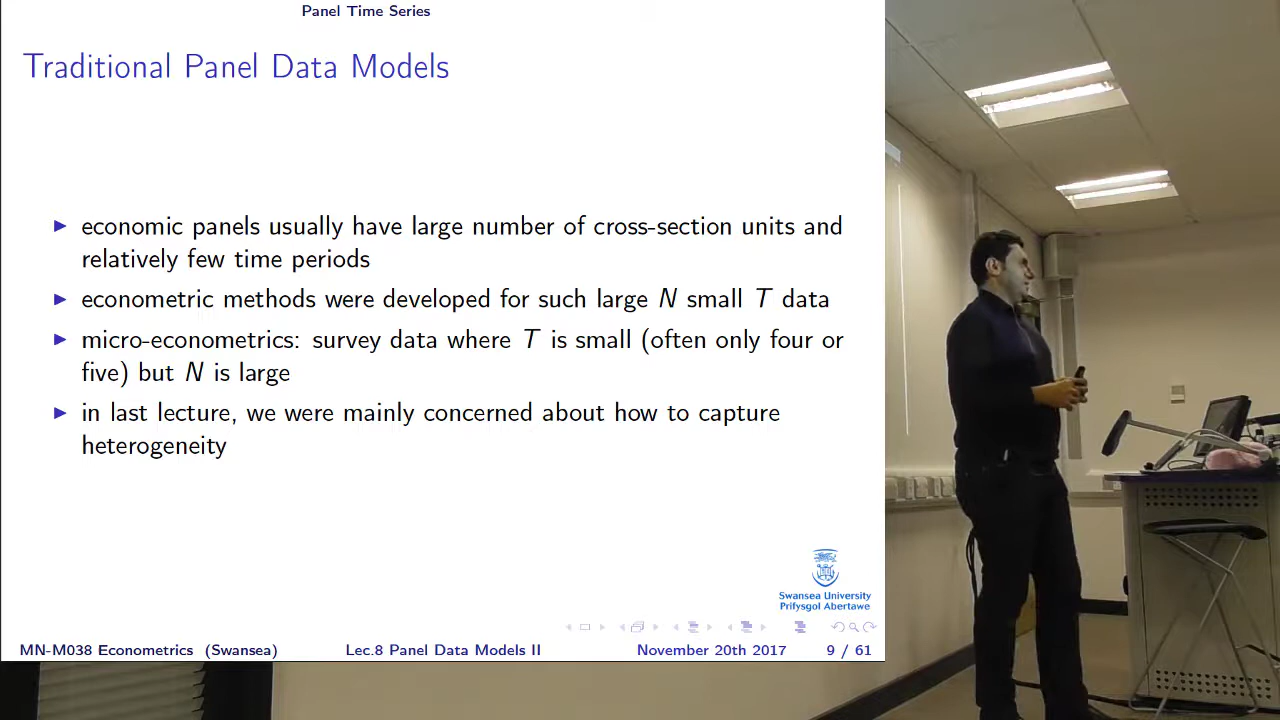 Panel Time Series
Traditional Panel Data Models
economic panels usually have large number of cross-section units and
relatively few time periods
econometric methods were developed for such large N small T data
micro-econometrics: survey data where T is small (often only four or
five) but N is large
in last lecture, we were mainly concerned about how to capture
heterogeneity
Swansea University
Prifysgol Abertawe
MN-M038 Econometrics (Swansea) Lec.8 Panel Data Models II November 20th 2017 9 / 61